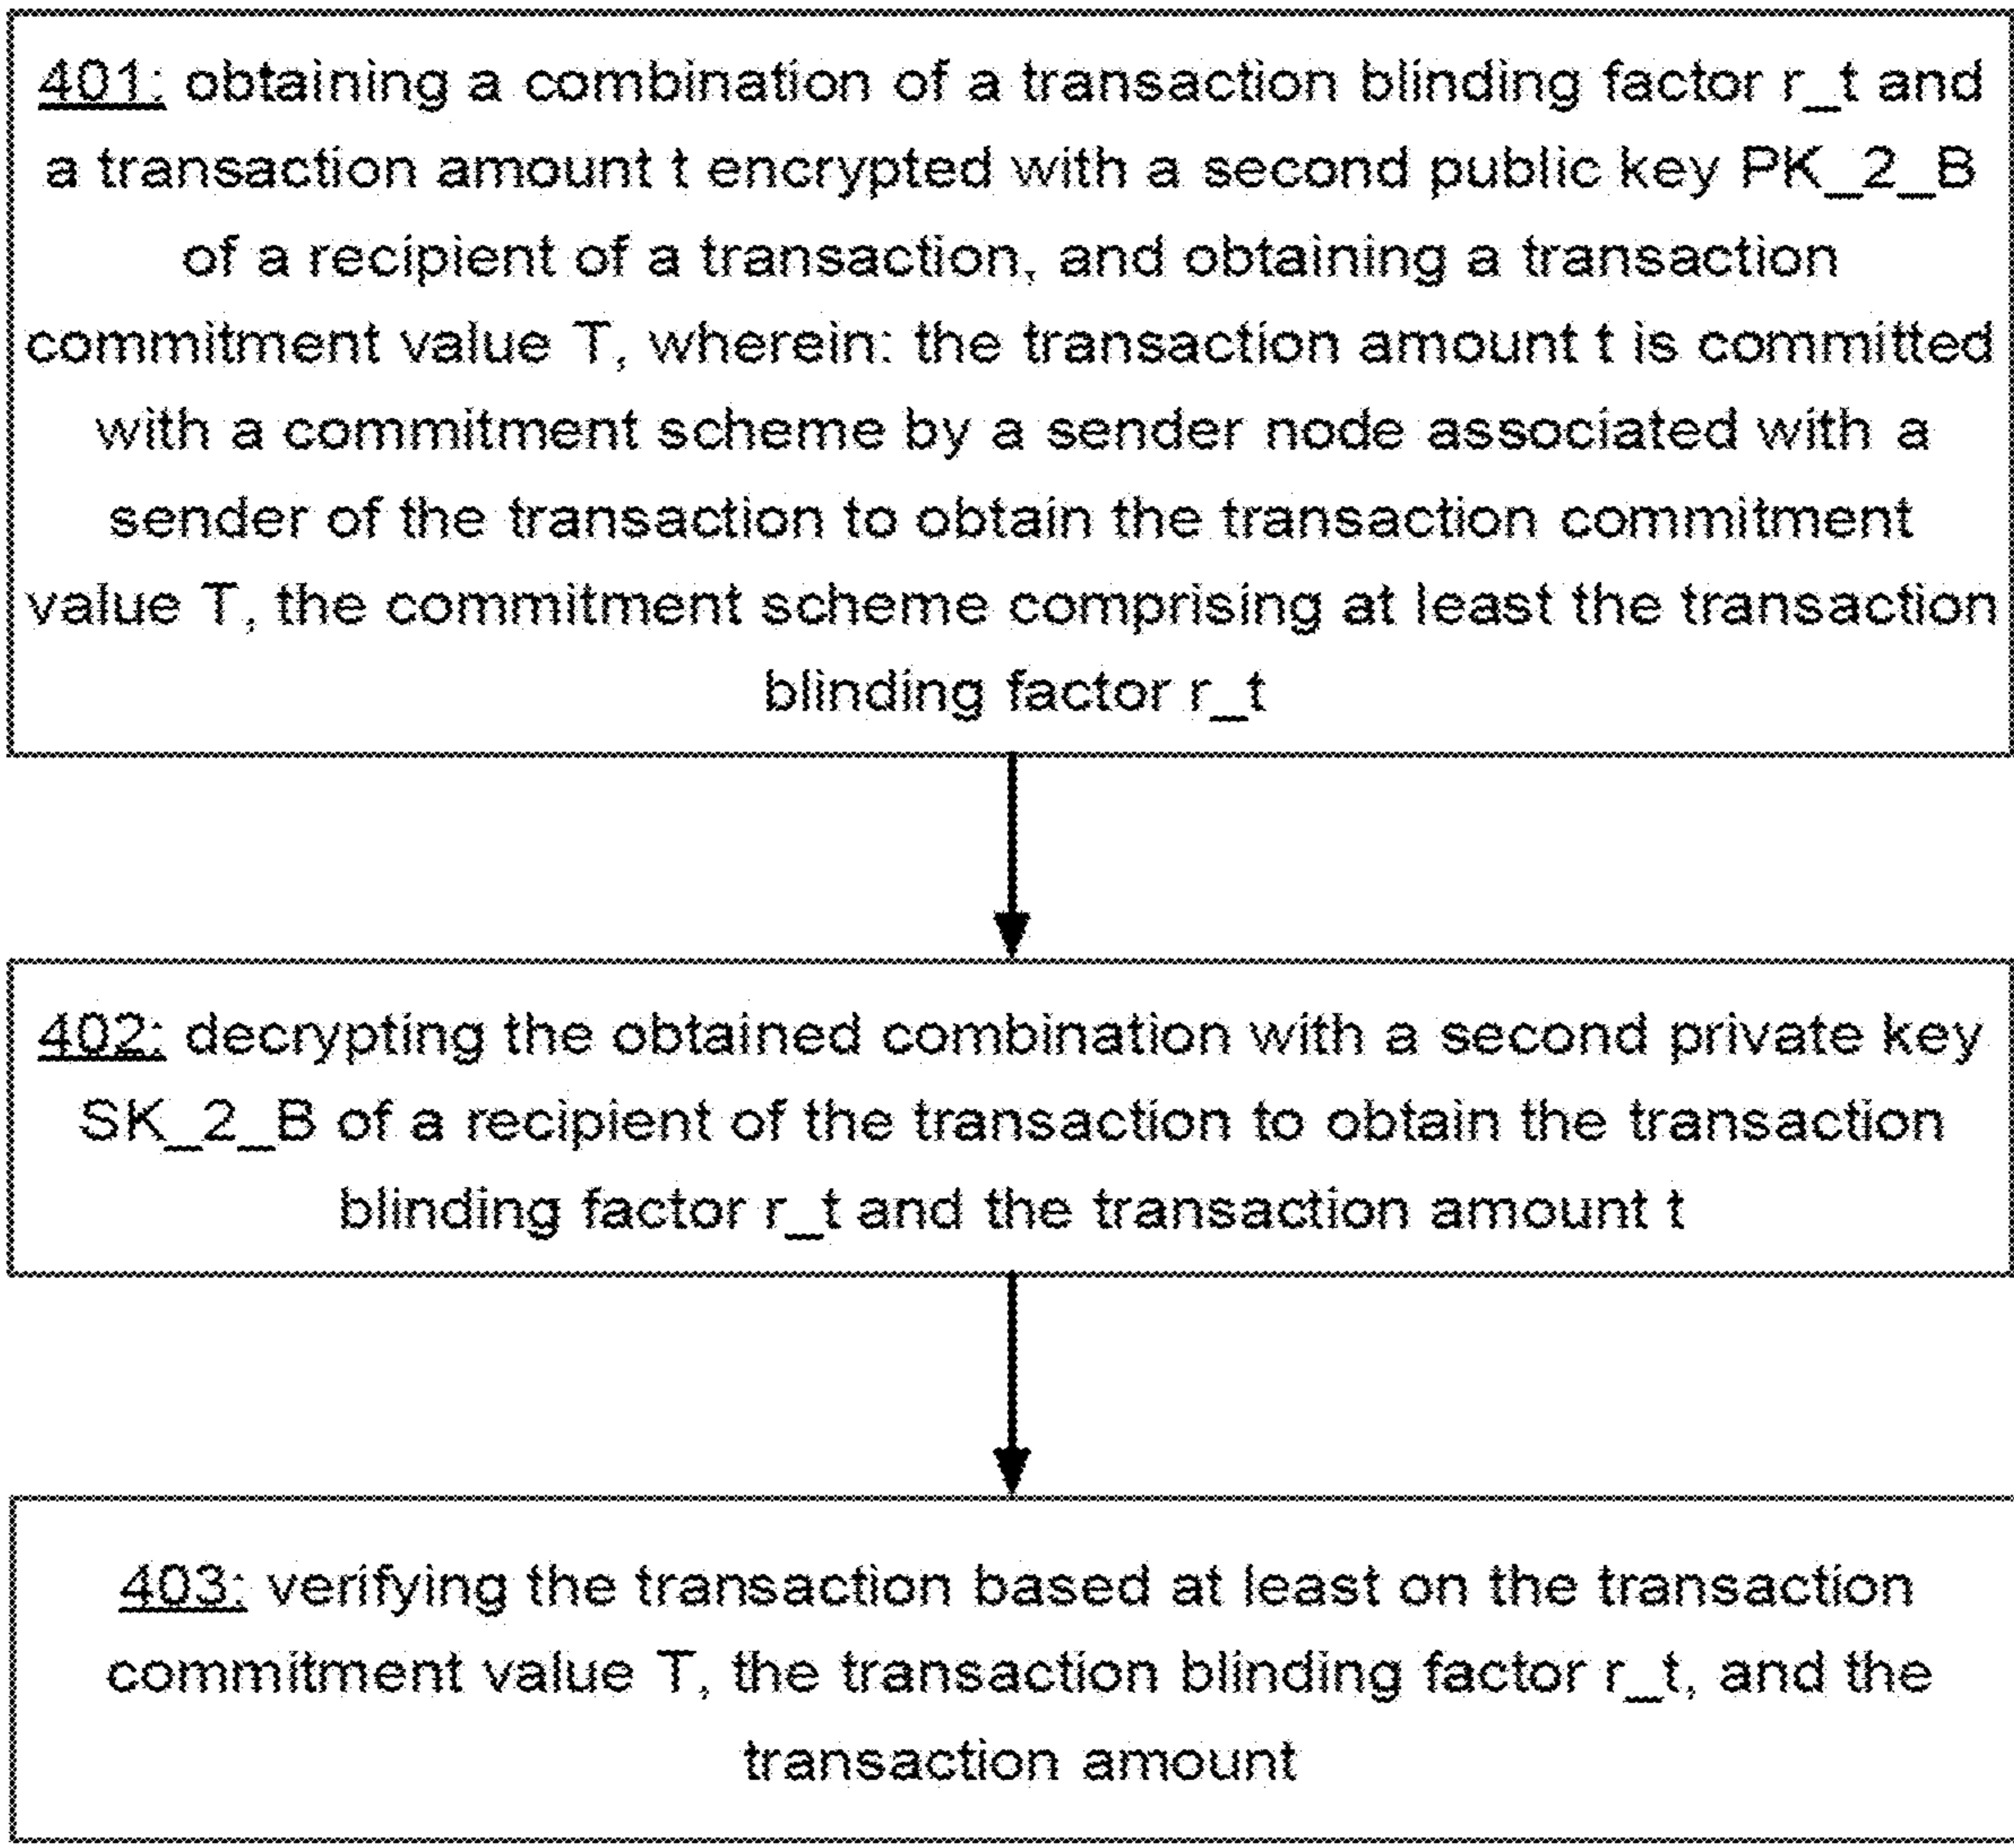 401: obtaining a combination of a transaction blinding factor r_t and
a transaction amount t encrypted with a second public key PK_2_B
of a recipient of a transaction, and obtaining a transaction
commitment value T, wherein: the transaction amount t is committed
with a commitment scheme by a sender node associated with a
sender of the transaction to obtain the transaction commitment
value T, the commitment scheme comprising at least the transaction
blinding factor r_t
402: decrypting the obtained combination with a second private key
SK_2_B of a recipient of the transaction to obtain the transaction
blinding factor r_t and the transaction amount t
403: verifying the transaction based at least on the transaction
commitment value T, the transaction blinding factor r_t, and the
transaction amount